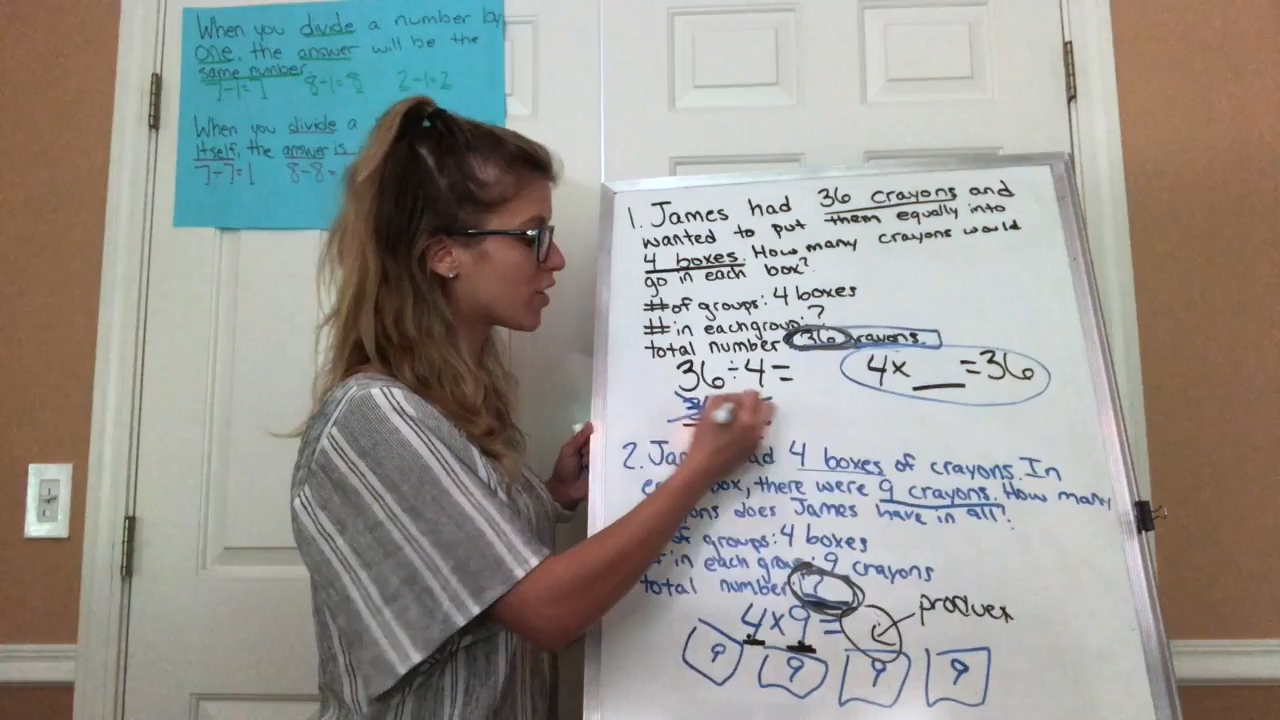 When you divide a number by
one, the answer will be the
same number.
7÷1=7 8÷1=8 2÷1=2
When you divide a
itself, the answer is
7÷7=1 8÷8=
1. James had 36 crayons and
wanted to put them equally into
4 boxes. How many crayons would
go in each box?
# of groups: 4 boxes
# in each group: ?
total number 36 crayons.
36÷4=
4× __ =36
2. had 4 boxes of crayons. In
box, there were 9 crayons. How many
does James have in all?
groups: 4 boxes
in each group: 9 crayons
total number ?
4×9=
product
9 9 9 9